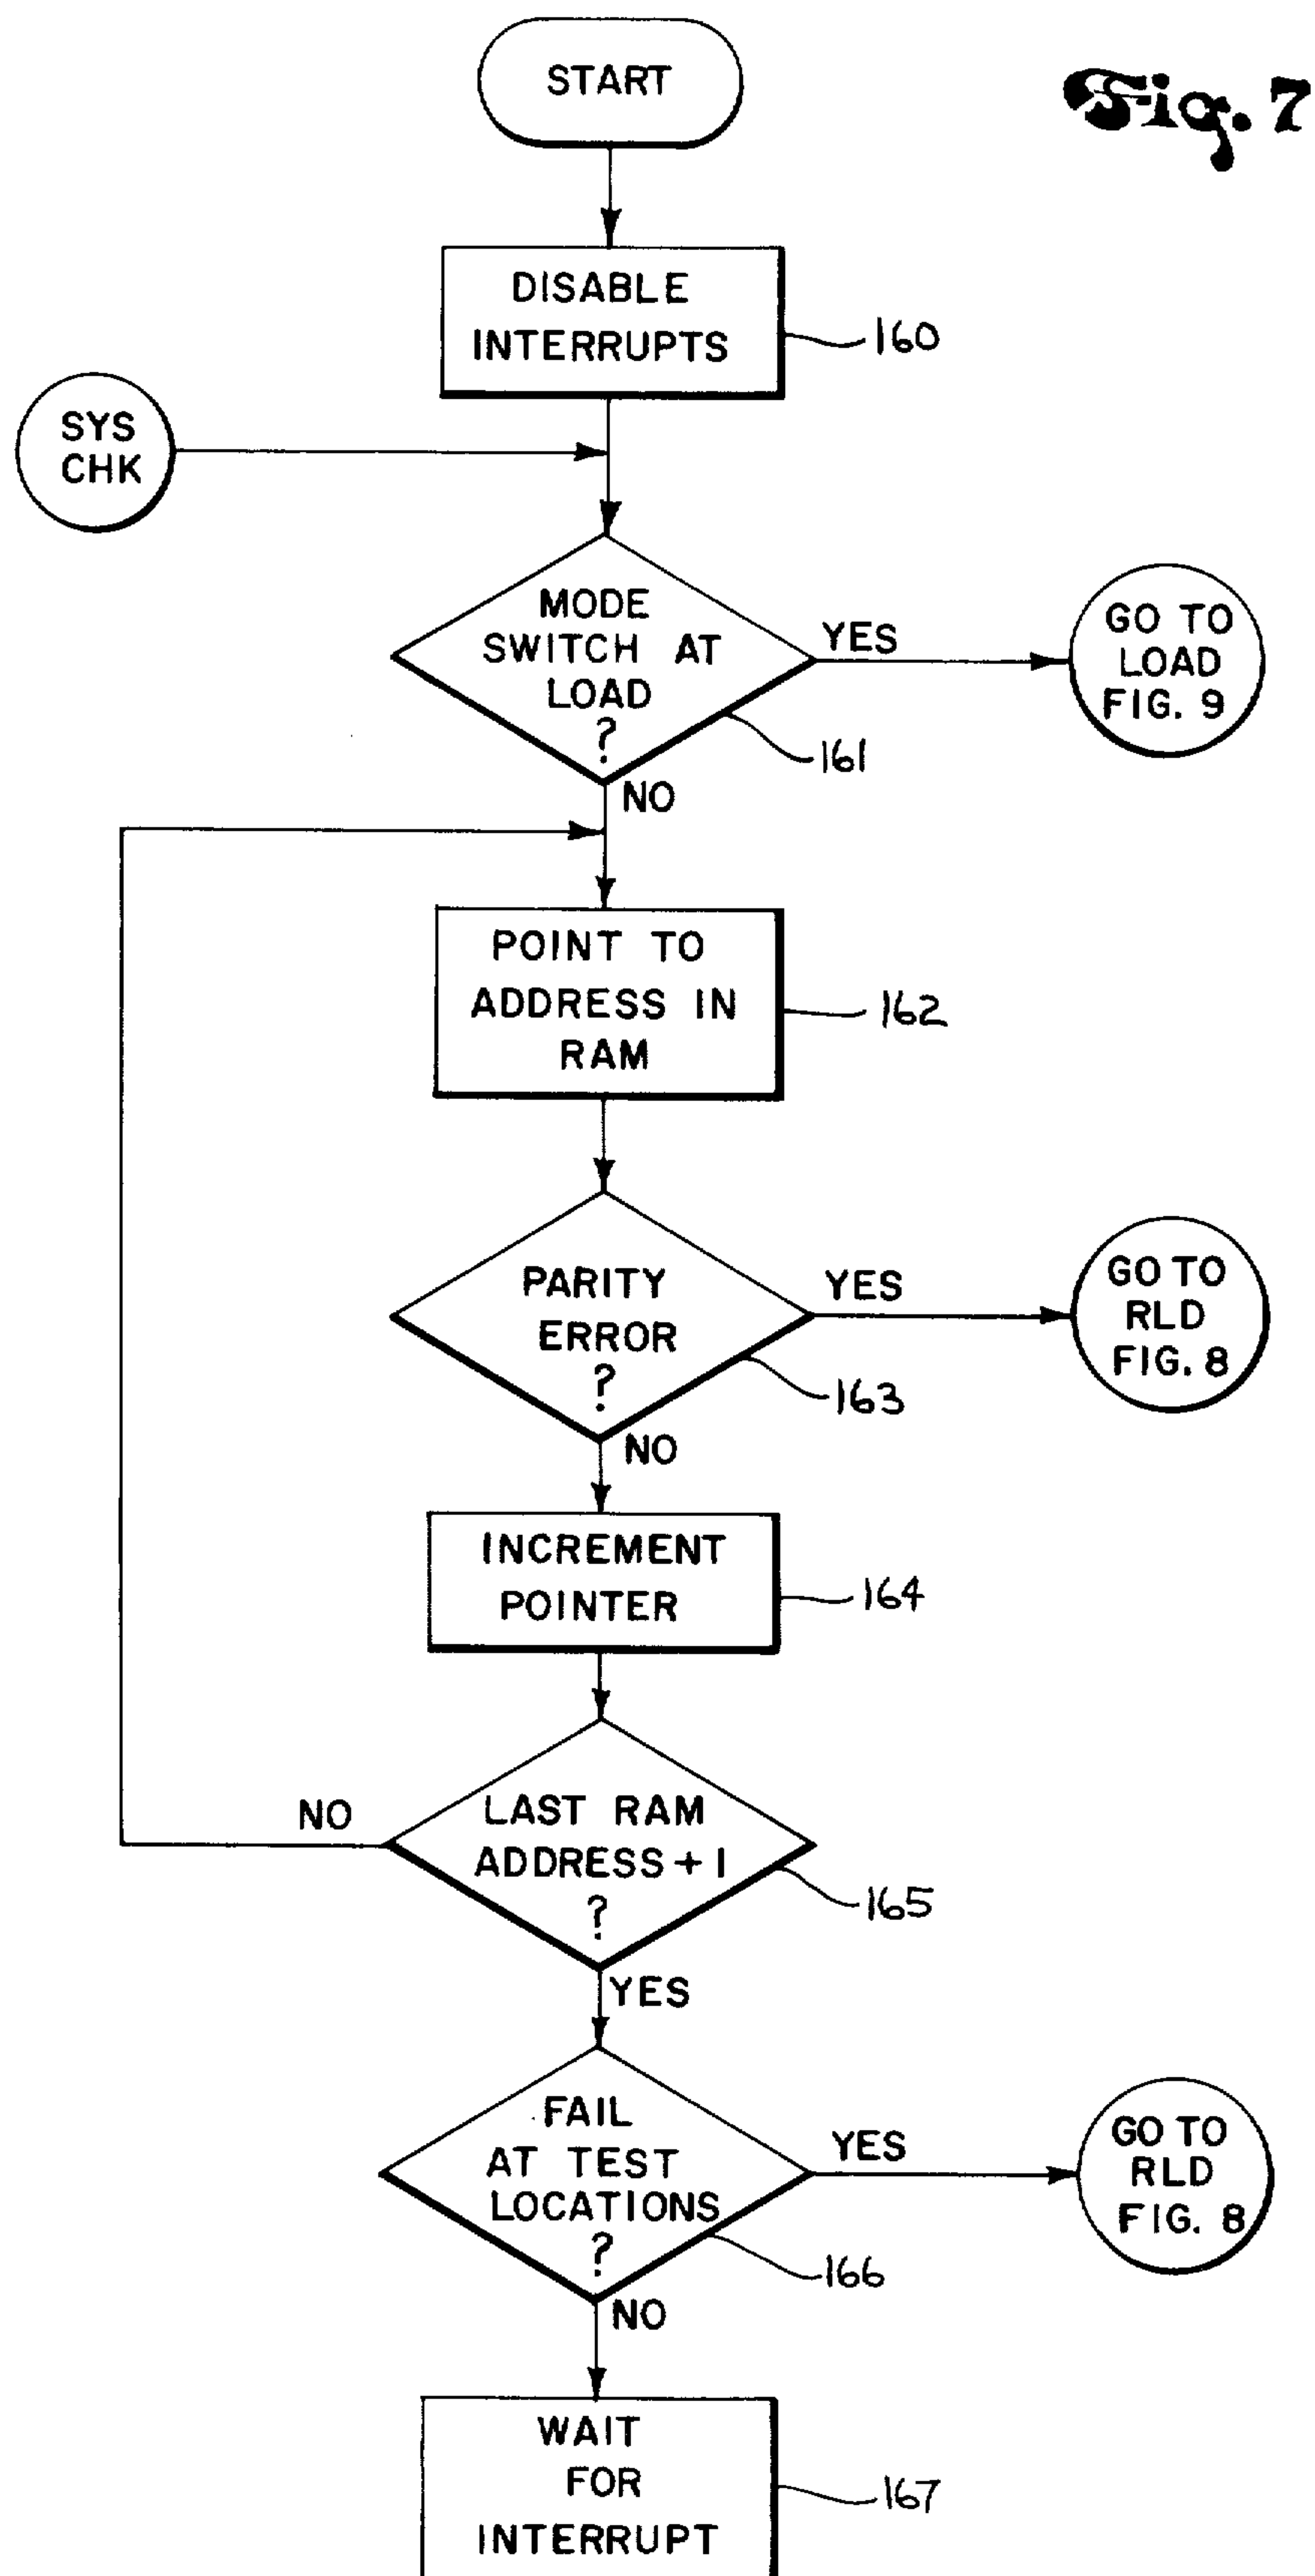 START
Fig. 7
DISABLE
INTERRUPTS
160
SYS
CHK
MODE
SWITCH AT
LOAD
?
YES
GO TO
LOAD
FIG. 9
161
NO
POINT TO
ADDRESS IN
RAM
162
PARITY
ERROR
?
YES
GO TO
RLD
FIG. 8
163
NO
INCREMENT
POINTER
164
LAST RAM
ADDRESS + 1
?
NO
165
YES
FAIL
AT TEST
LOCATIONS
?
YES
GO TO
RLD
FIG. 8
166
NO
WAIT
FOR
INTERRUPT
167